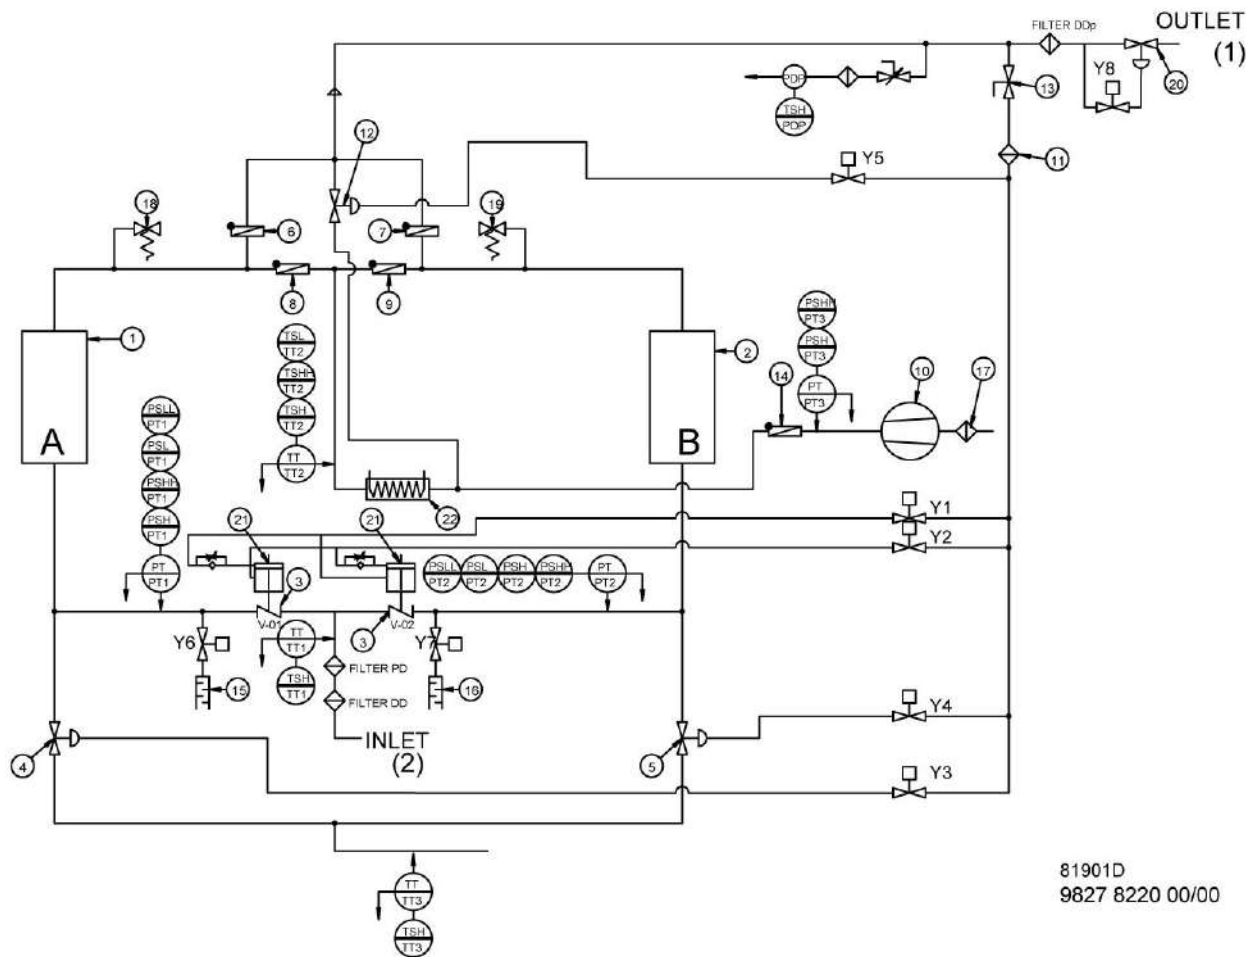 FILTER DDp
OUTLET
(1)
Y8
20
PDP
TSH
PDP
13
12
Y5
11
18
19
6
7
8
9
1
2
TSL
TT2
TSHH
TT2
TSH
TT2
TT
TT2
PSHH
PT3
PSH
PT3
PT
PT3
14
10
17
A
B
PSLL
PT1
PSL
PT1
PSHH
PT1
PSH
PT1
PT
PT1
22
21
21
Y1
Y2
3
PSLL
PT2
PSL
PT2
PSH
PT2
PSHH
PT2
PT
PT2
V-01
V-02
Y6
TT
TT1
3
Y7
TSH
TT1
FILTER PD
15
16
FILTER DD
Y4
INLET
(2)
4
5
Y3
TT
TT3
TSH
TT3
81901D
9827 8220 00/00